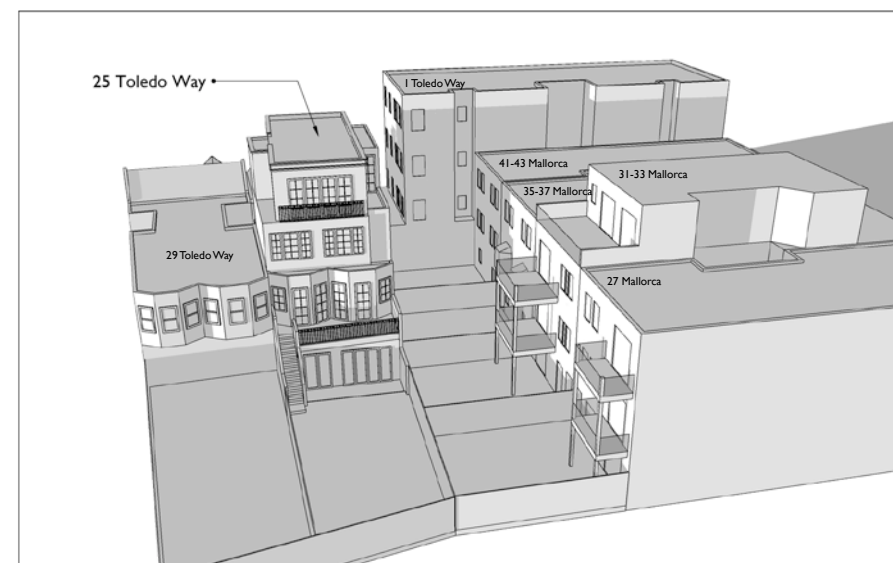 25 Toledo Way
1 Toledo Way
41-43 Mallorca
31-33 Mallorca
35-37 Mallorca
29 Toledo Way
27 Mallorca